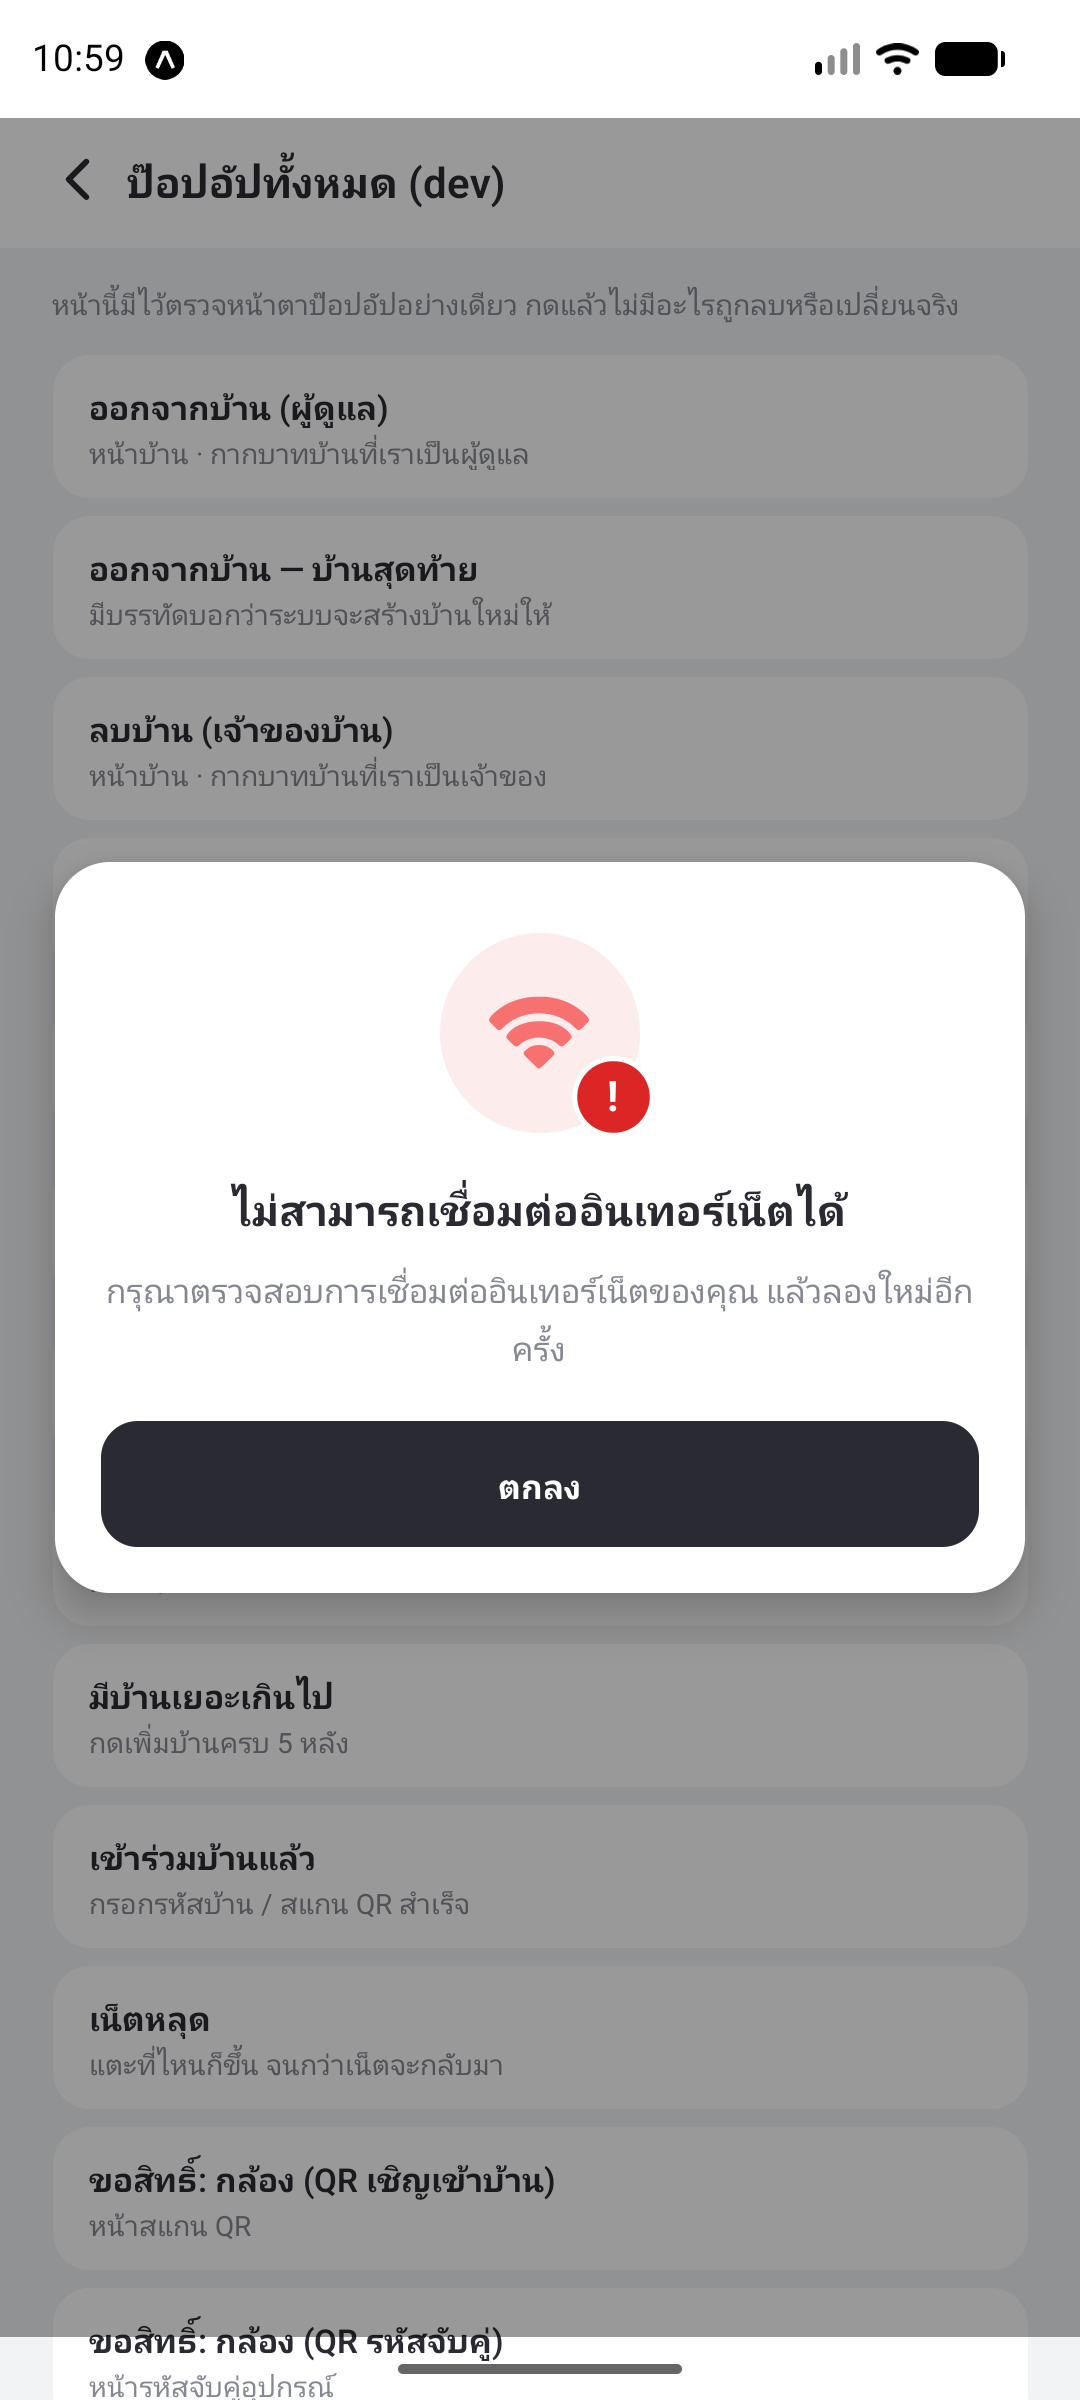 10:59
ป๊อปอัปทั้งหมด (dev)
หน้านี้มีไว้ตรวจหน้าตาป๊อปอัปอย่างเดียว กดแล้วไม่มีอะไรถูกลบหรือเปลี่ยนจริง
ออกจากบ้าน (ผู้ดูแล)
หน้าบ้าน · กากบาทบ้านที่เราเป็นผู้ดูแล
ออกจากบ้าน — บ้านสุดท้าย
มีบรรทัดบอกว่าระบบจะสร้างบ้านใหม่ให้
ลบบ้าน (เจ้าของบ้าน)
หน้าบ้าน · กากบาทบ้านที่เราเป็นเจ้าของ
!
ไม่สามารถเชื่อมต่ออินเทอร์เน็ตได้
กรุณาตรวจสอบการเชื่อมต่ออินเทอร์เน็ตของคุณ แล้วลองใหม่อีก
ครั้ง
ตกลง
มีบ้านเยอะเกินไป
กดเพิ่มบ้านครบ 5 หลัง
เข้าร่วมบ้านแล้ว
กรอกรหัสบ้าน / สแกน QR สำเร็จ
เน็ตหลุด
แตะที่ไหนก็ขึ้น จนกว่าเน็ตจะกลับมา
ขอสิทธิ์: กล้อง (QR เชิญเข้าบ้าน)
หน้าสแกน QR
ขอสิทธิ์: กล้อง (QR รหัสจับคู่)
หน้ารหัสจับคู่อุปกรณ์